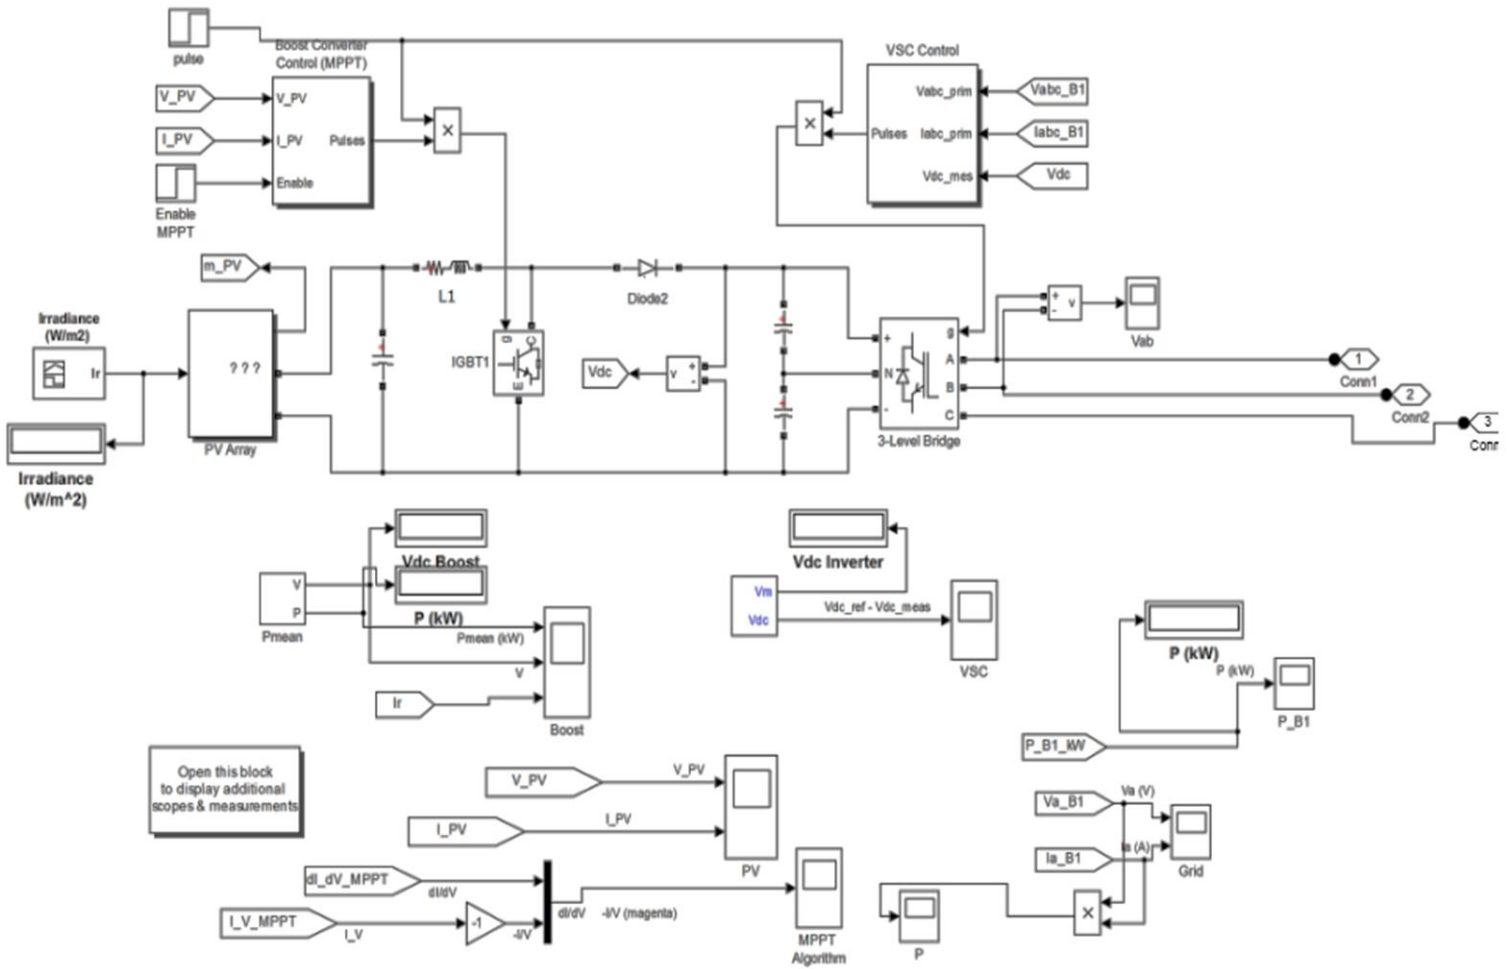 pulse
Boost Converter
Control (MPPT)
V_PV
V_PV
I_PV
I_PV
Pulses
Enable
Enable
MPPT
×
×
VSC Control
Vabc_prim
Vabc_B1
Pulses
Iabc_prim
Iabc_B1
Vdc_mes
Vdc
m_PV
Irradiance
(W/m2)
Ir
? ? ?
PV Array
Irradiance
(W/m^2)
L1
IGBT1
g
C
E
Diode2
Vdc
v
+
-
+
N
-
g
A
B
C
3-Level Bridge
+
-
v
Vab
1
Conn1
2
Conn2
3
Conr
Vdc Boost
V
P
Pmean
P (kW)
Pmean (kW)
V
Ir
Boost
Vdc Inverter
Vm
Vdc
Vdc_ref - Vdc_meas
VSC
P (kW)
P (kW)
P_B1
P_B1_kW
Open this block
to display additional
scopes & measurements
V_PV
V_PV
I_PV
I_PV
PV
dI_dV_MPPT
dI/dV
I_V_MPPT
I_V
-1
-I/V
dI/dV
-I/V (magenta)
MPPT
Algorithm
Va_B1
Va (V)
Ia_B1
Ia (A)
Grid
×
P